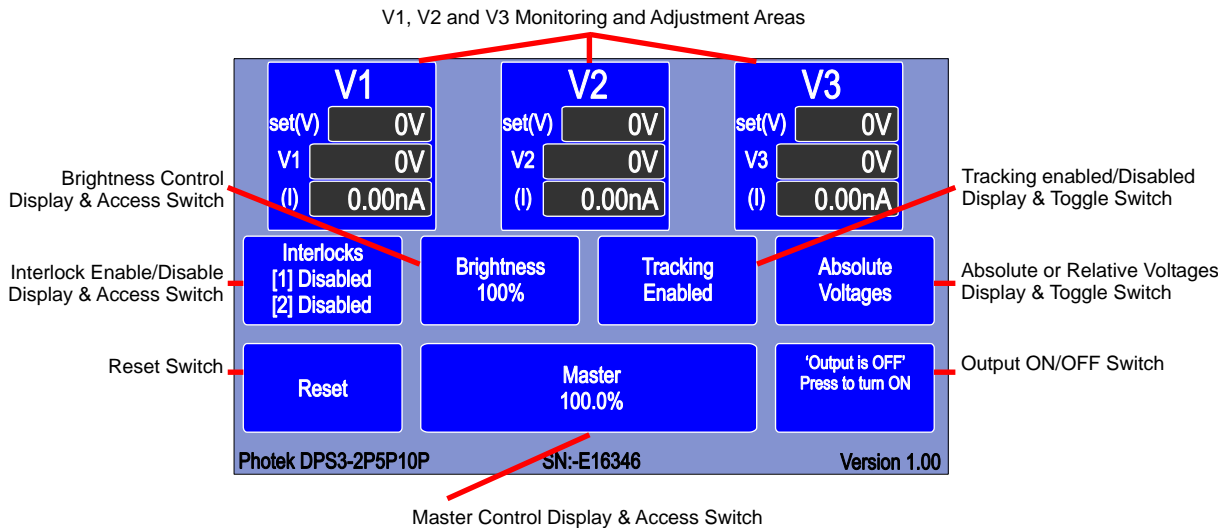 V1, V2 and V3 Monitoring and Adjustment Areas
V1
set(V) 0V
V1 0V
(I) 0.00nA
V2
set(V) 0V
V2 0V
(I) 0.00nA
V3
set(V) 0V
V3 0V
(I) 0.00nA
Brightness Control
Display & Access Switch
Tracking enabled/Disabled
Display & Toggle Switch
Interlock Enable/Disable
Display & Access Switch
Interlocks
[1] Disabled
[2] Disabled
Brightness
100%
Tracking
Enabled
Absolute
Voltages
Absolute or Relative Voltages
Display & Toggle Switch
Reset Switch
Reset
Master
100.0%
'Output is OFF'
Press to turn ON
Output ON/OFF Switch
Photek DPS3-2P5P10P
SN:-E16346
Version 1.00
Master Control Display & Access Switch